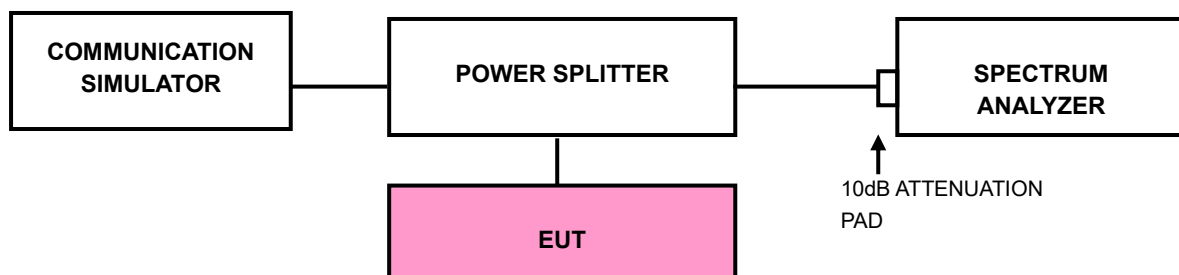 COMMUNICATION
SIMULATOR
POWER SPLITTER
SPECTRUM
ANALYZER
10dB ATTENUATION
PAD
EUT